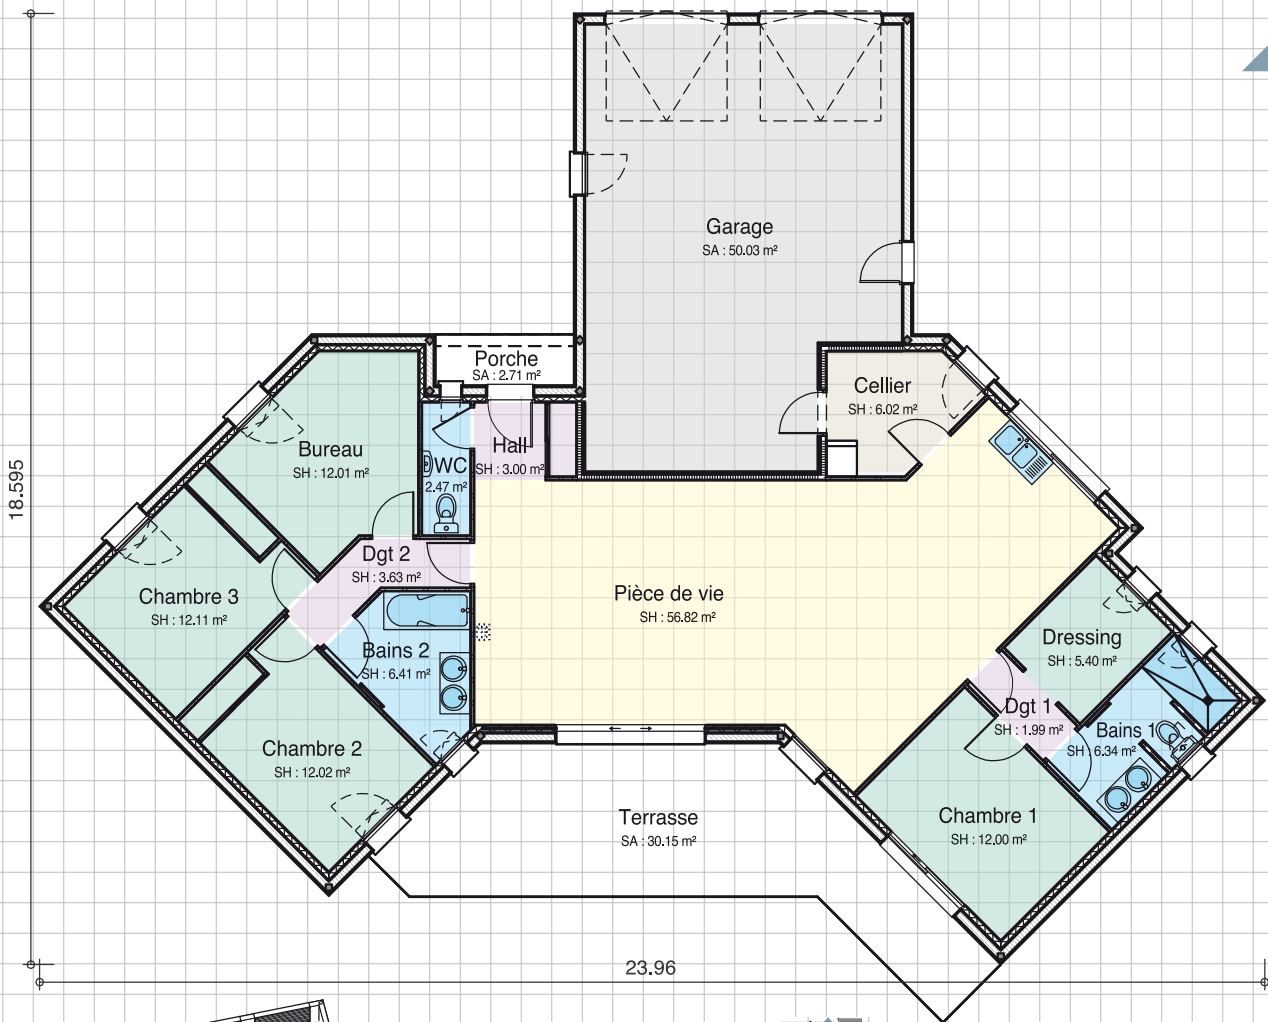 Garage
SA : 50.03 m²
Porche
SA : 2.71 m²
Cellier
SH : 6.02 m²
Bureau
SH : 12.01 m²
Hall
SH : 3.00 m²
WC
2.47 m²
18.595
Dgt 2
SH : 3.63 m²
Chambre 3
SH : 12.11 m²
Pièce de vie
SH : 56.82 m²
Bains 2
SH : 6.41 m²
Dressing
SH : 5.40 m²
Dgt 1
SH : 1.99 m²
Bains 1
SH : 6.34 m²
Chambre 2
SH : 12.02 m²
Terrasse
SA : 30.15 m²
Chambre 1
SH : 12.00 m²
23.96